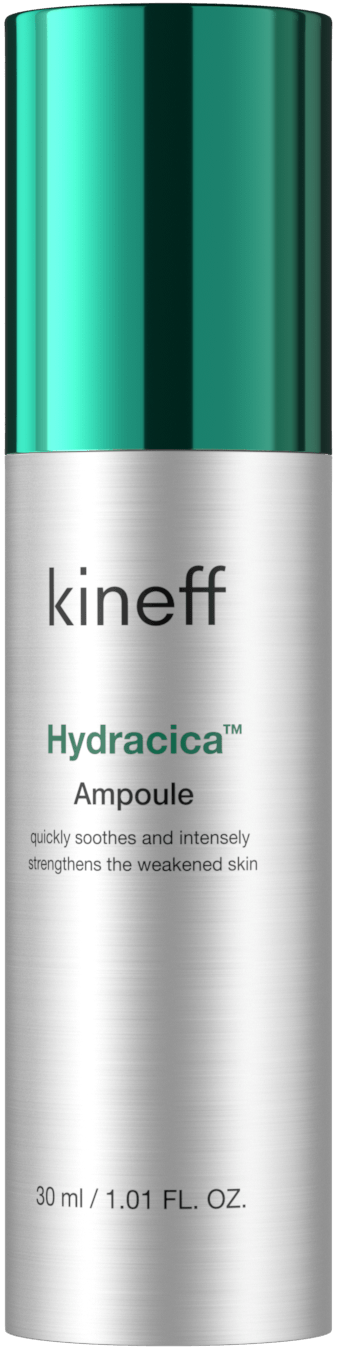 kineff
Hydracica™
Ampoule
quickly soothes and intensely
strengthens the weakened skin
30 ml / 1.01 FL. OZ.